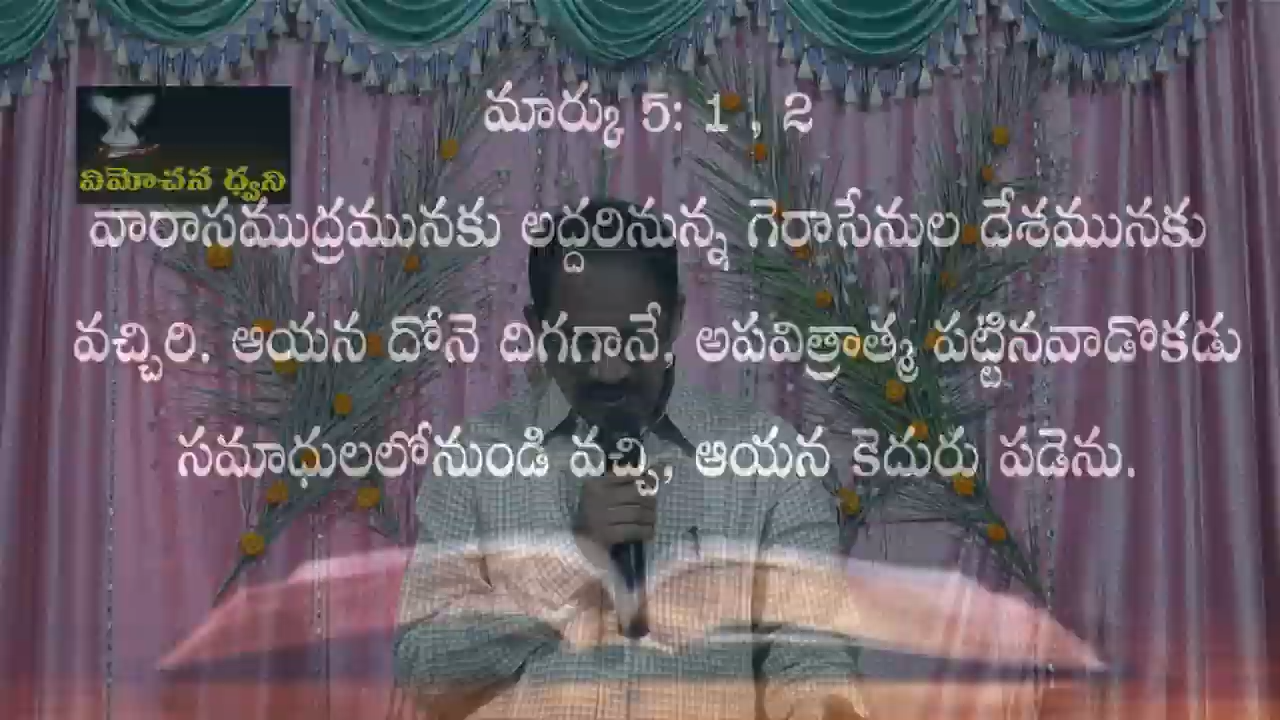 మార్కు 5: 1 , 2
విమోచన ధ్వని
వారాసముద్రమునకు అద్దరినున్న గెరాసేనుల దేశమునకు
వచ్చిరి. ఆయన దోనె దిగగానే, అపవిత్రాత్మ పట్టినవాడొకడు
సమాధులలోనుండి వచ్చి, ఆయన కెదురు పడెను.